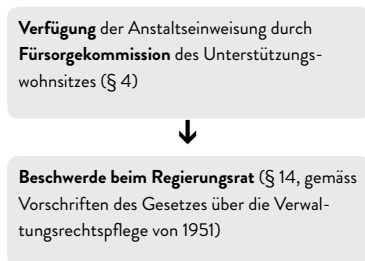 Verfügung der Anstaltseinweisung durch
Fürsorgekommission des Unterstützungs-
wohnsitzes (§ 4)
Beschwerde beim Regierungsrat (§ 14, gemäss
Vorschriften des Gesetzes über die Verwal-
tungsrechtspflege von 1951)